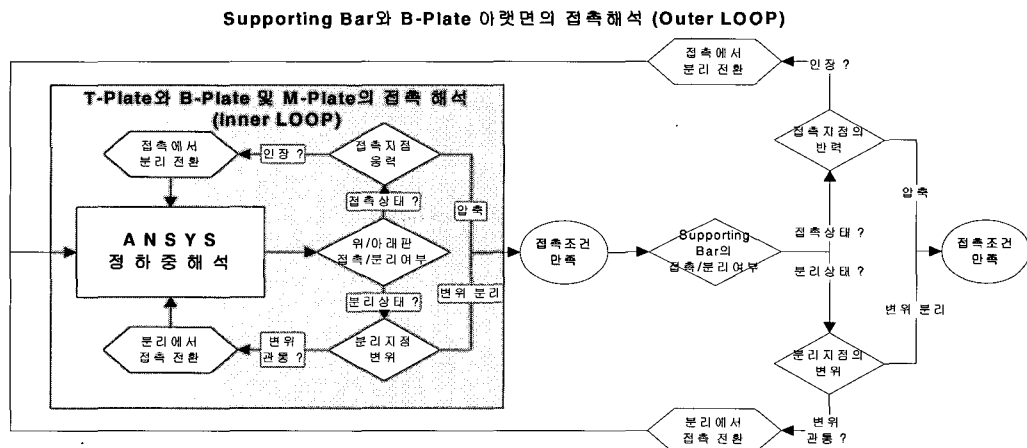 Supporting Bar와 B-Plate 아랫면의 접촉해석 (Outer LOOP)
접촉에서
분리 전환
인장 ?
T-Plate와 B-Plate 및 M-Plate의 접촉 해석
(Inner LOOP)
접촉에서
분리 전환
인장 ?
접촉지점
응력
접촉지점의
반력
접촉상태 ?
압축
압축
ANSYS
정하중해석
위/아래판
접촉/분리여부
접촉조건
만족
Supporting
Bar의
접촉/분리여부
접촉상태 ?
분리상태 ?
접촉조건
만족
분리상태 ?
변위 분리
변위 분리
분리에서
접촉 전환
변위
관통 ?
분리지점
변위
분리지점의
변위
분리에서
접촉 전환
변위
관통 ?